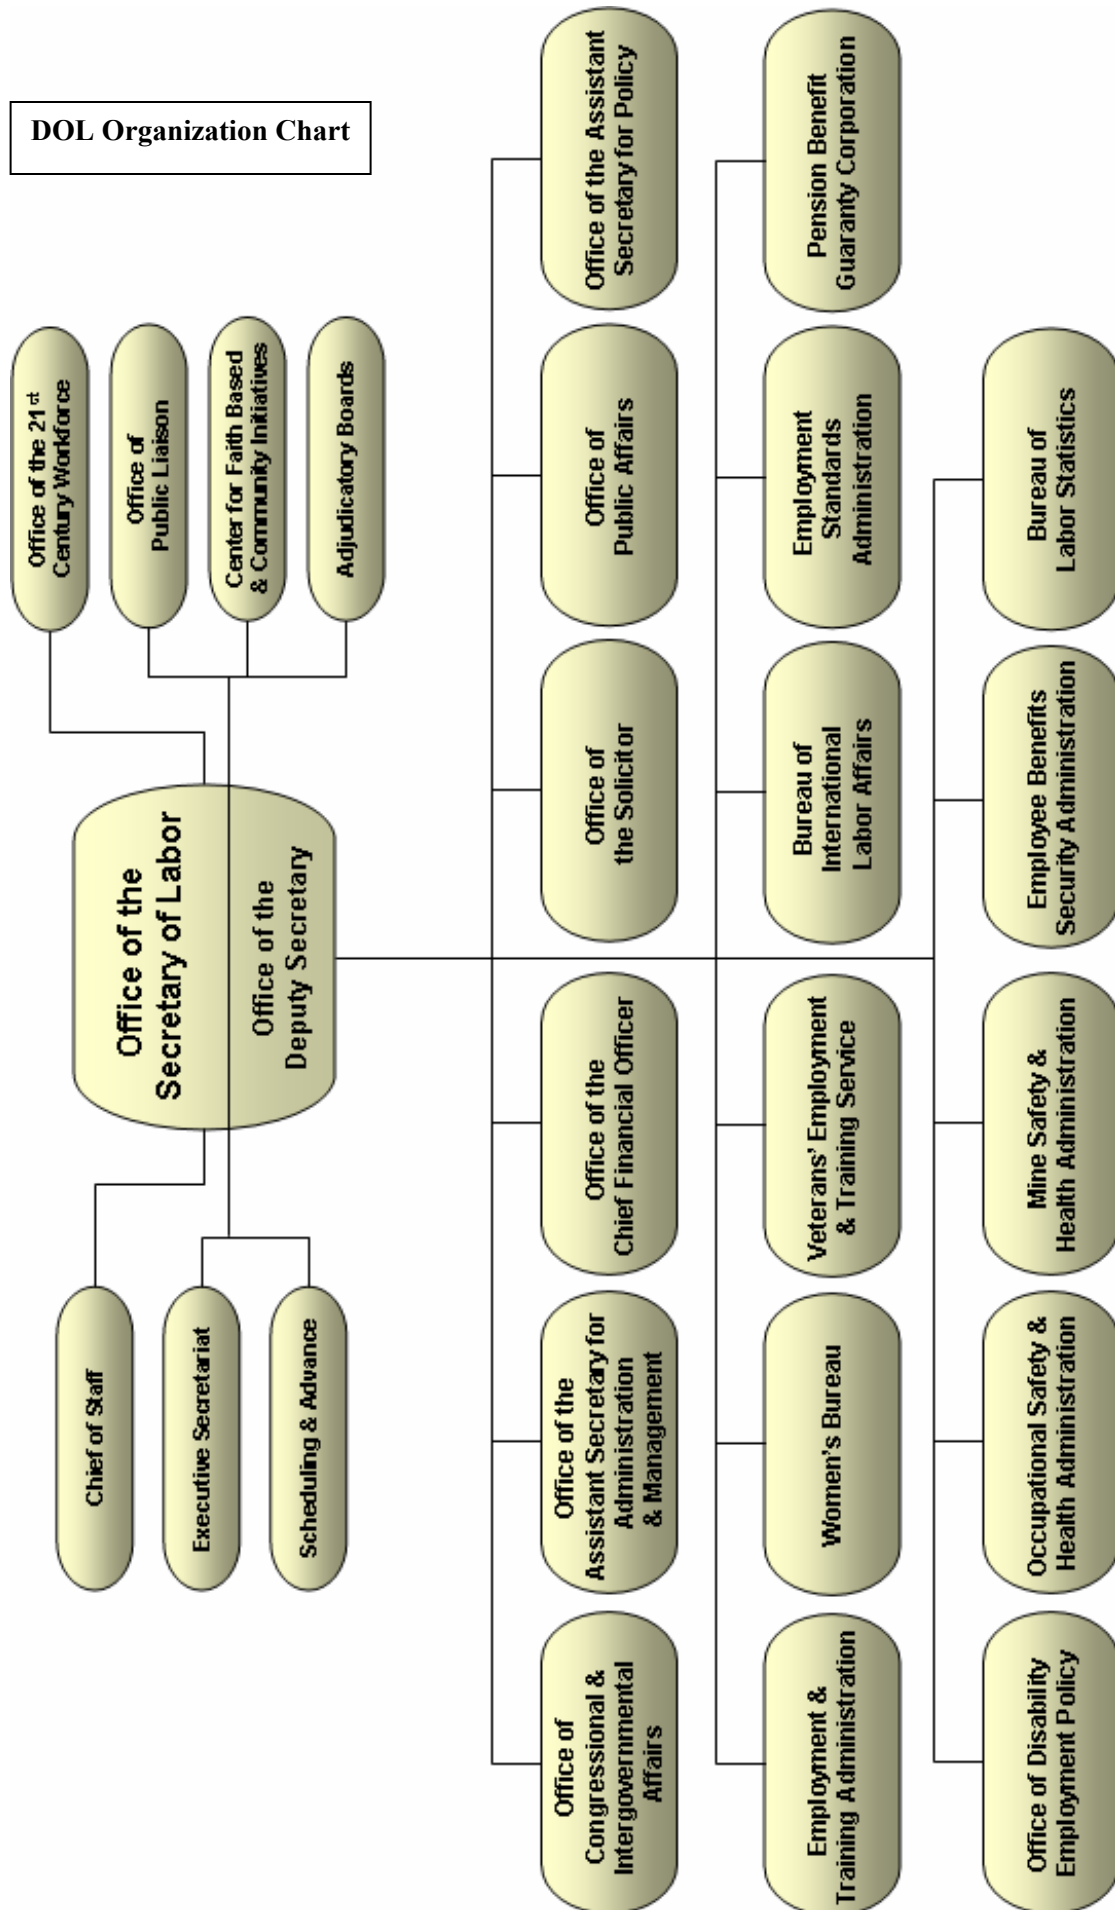 DOL Organization Chart
Office of the
Secretary of Labor
Office of the
Deputy Secretary
Chief of Staff
Executive Secretariat
Scheduling & Advance
Office of the 21st
Century Workforce
Office of
Public Liaison
Center for Faith Based
& Community Initiatives
Adjudicatory Boards
Office of
Congressional &
Intergovernmental
Affairs
Office of the
Assistant Secretary for
Administration
& Management
Office of the
Chief Financial Officer
Office of
the Solicitor
Office of
Public Affairs
Office of the Assistant
Secretary for Policy
Employment &
Training Administration
Women's Bureau
Veterans' Employment
& Training Service
Bureau of
International
Labor Affairs
Employment
Standards
Administration
Pension Benefit
Guaranty Corporation
Office of Disability
Employment Policy
Occupational Safety &
Health Administration
Mine Safety &
Health Administration
Employee Benefits
Security Administration
Bureau of
Labor Statistics